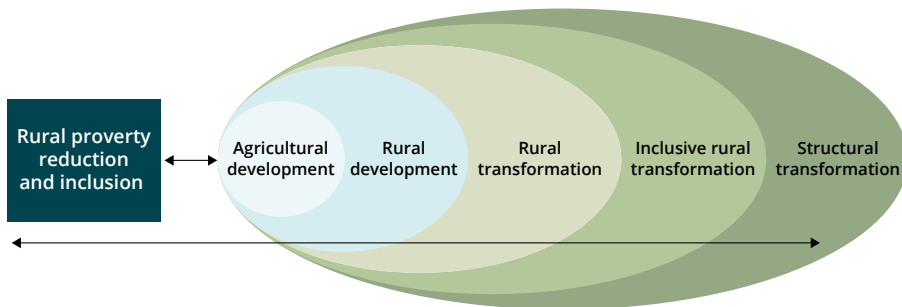 Rural proverty
reduction
and inclusion
Agricultural
development
Rural
development
Rural
transformation
Inclusive rural
transformation
Structural
transformation